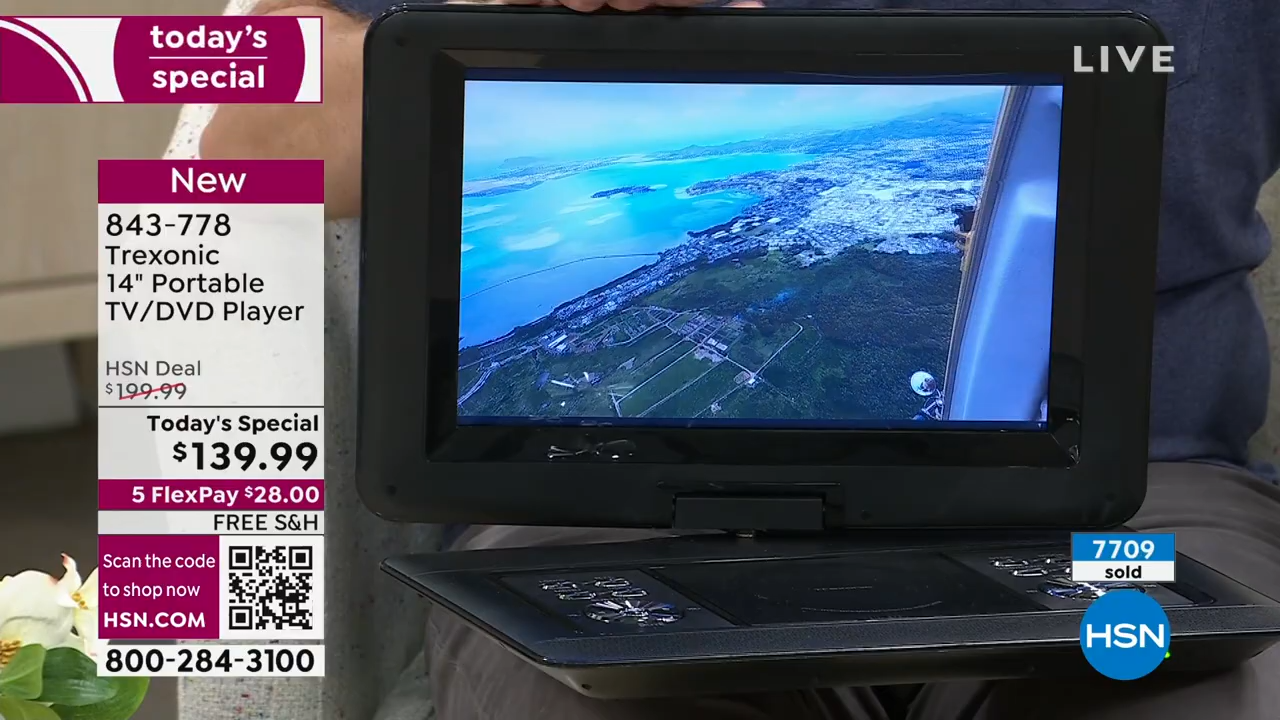 today's
special
LIVE
New
843-778
Trexonic
14" Portable
TV/DVD Player
HSN Deal
$199.99
Today's Special
$139.99
5 FlexPay $28.00
FREE S&H
Scan the code
to shop now
HSN.COM
800-284-3100
7709
sold
HSN